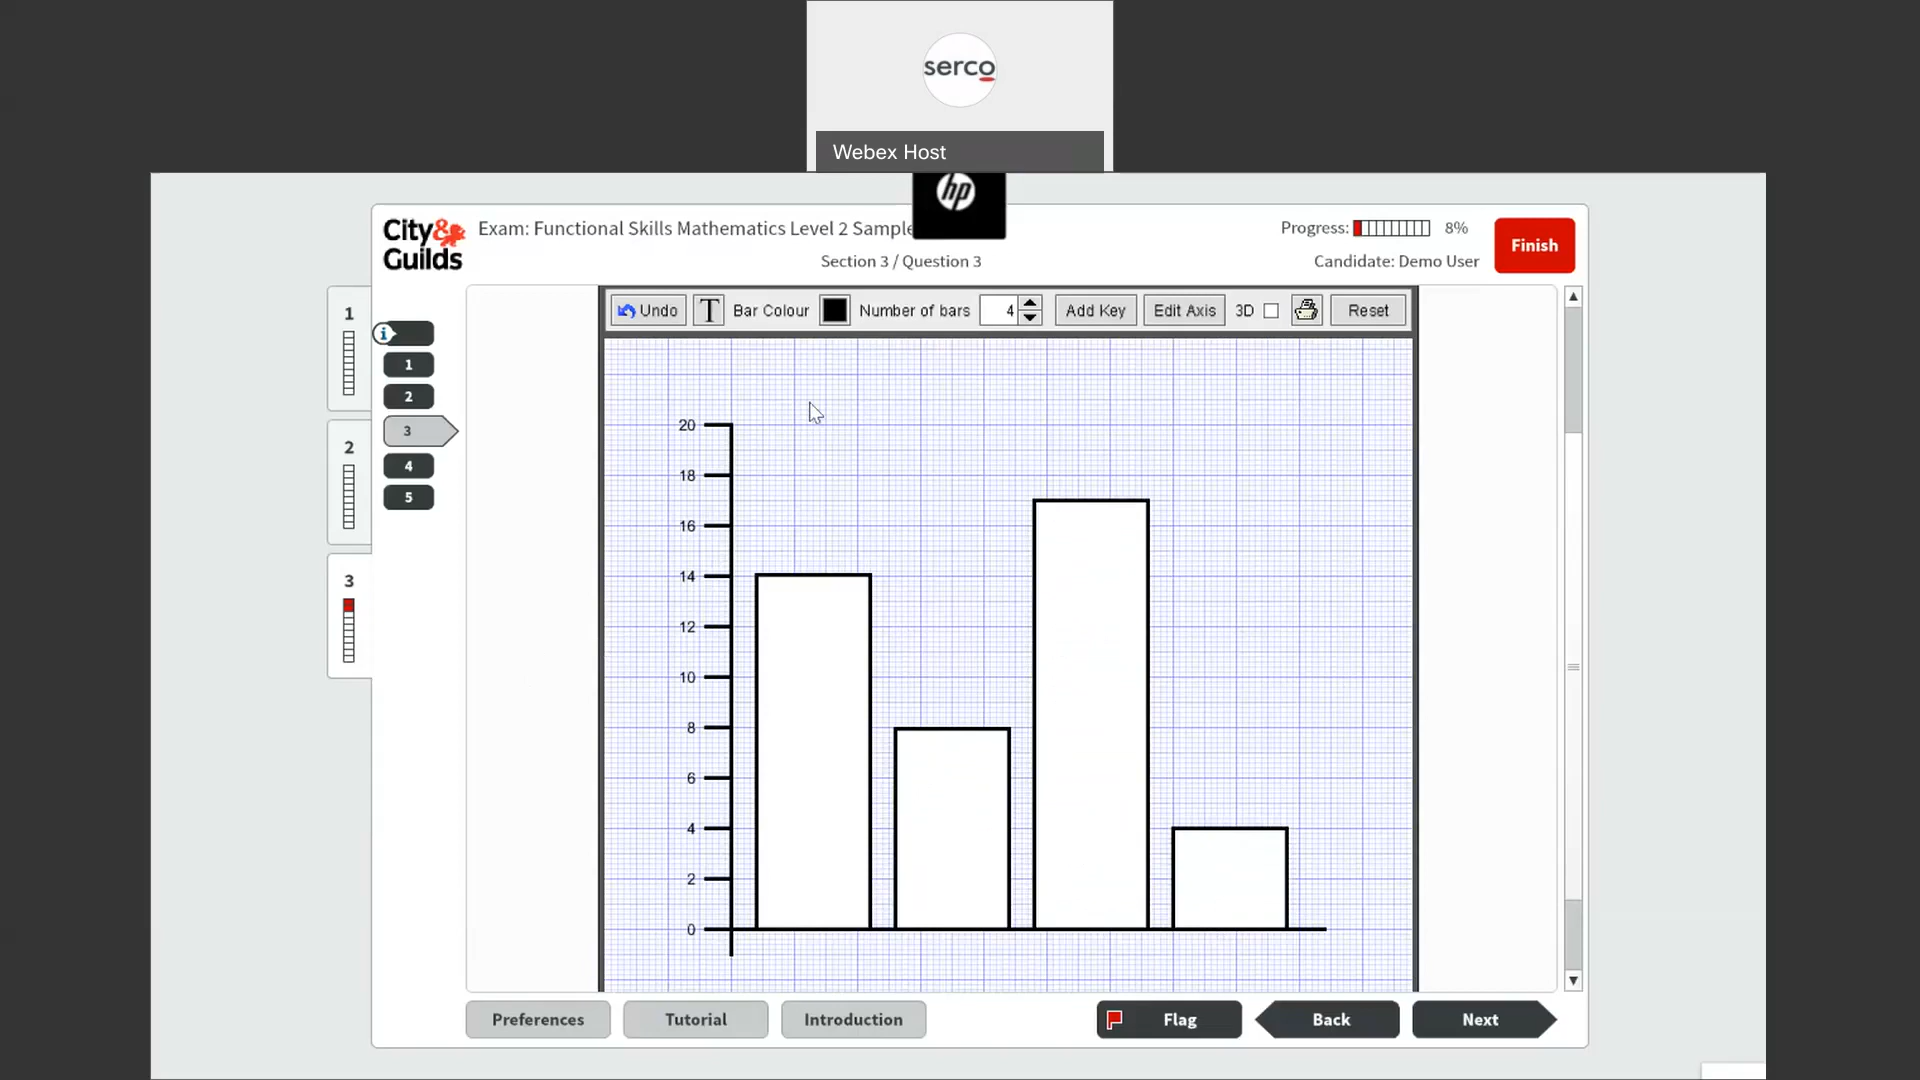 serco
Webex Host
hp
City&
Guilds
Exam: Functional Skills Mathematics Level 2 Sample
Section 3 / Question 3
Progress: 8%
Candidate: Demo User
Finish
Undo T Bar Colour Number of bars 4 Add Key Edit Axis 3D Reset
1
2
3
i
1
2
3
4
5
20
18
16
14
12
10
8
6
4
2
0
Preferences Tutorial Introduction Flag Back Next